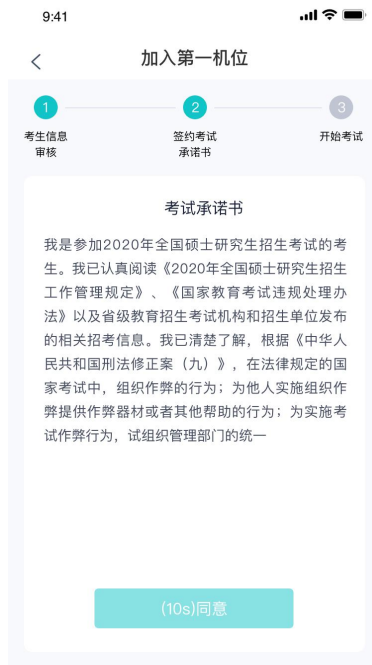 9:41
加入第一机位
1
2
3
考生信息
审核
签约考试
承诺书
开始考试
考试承诺书
我是参加2020年全国硕士研究生招生考试的考
生。我已认真阅读《2020年全国硕士研究生招生
工作管理规定》、《国家教育考试违规处理办
法》以及省级教育招生考试机构和招生单位发布
的相关招考信息。我已清楚了解，根据《中华人
民共和国刑法修正案（九）》，在法律规定的国
家考试中，组织作弊的行为；为他人实施组织作
弊提供作弊器材或者其他帮助的行为；为实施考
试作弊行为，试组织管理部门的统一
(10s)同意